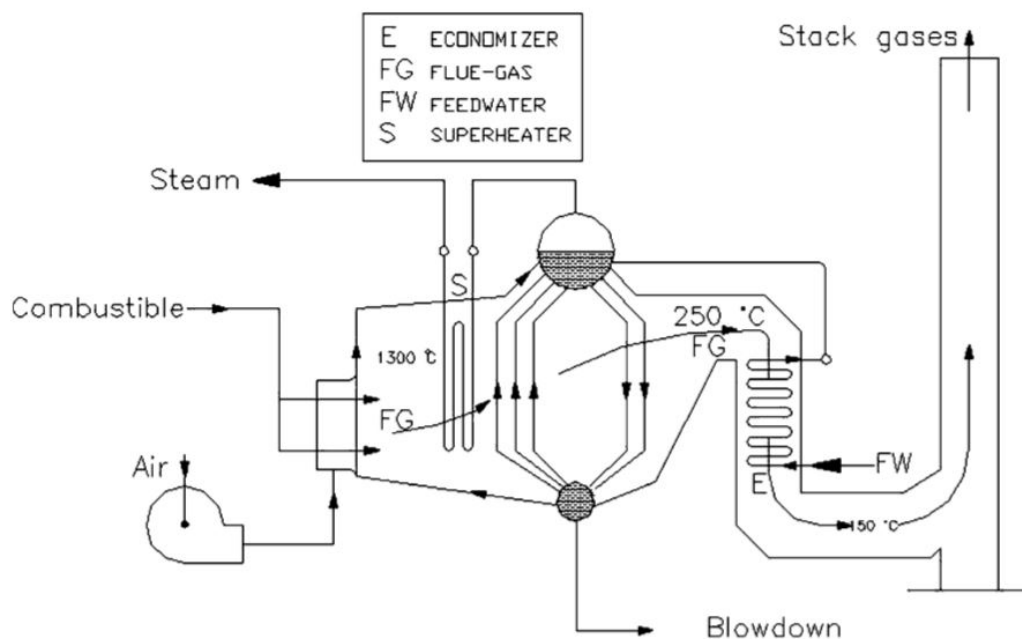 E ECONOMIZER
FG FLUE-GAS
FW FEEDWATER
S SUPERHEATER
Stack gases
Steam
S
Combustible
250 °C
1300 °C
FG
FG
Air
FW
E
150 °C
Blowdown